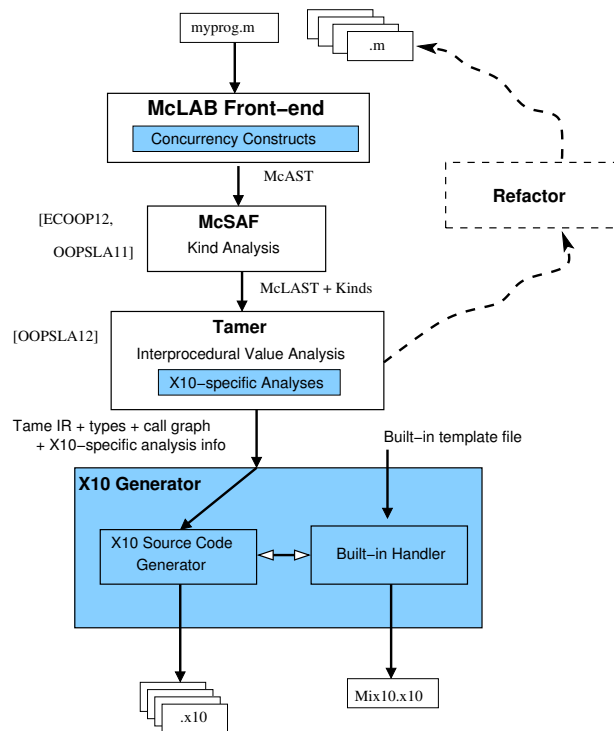 myprog.m
.m
McLAB Front−end
Concurrency Constructs
McAST
Refactor
[ECOOP12,
OOPSLA11]
McSAF
Kind Analysis
McLAST + Kinds
[OOPSLA12]
Tamer
Interprocedural Value Analysis
X10−specific Analyses
Tame IR + types + call graph
+ X10−specific analysis info
Built−in template file
X10 Generator
X10 Source Code
Generator
Built−in Handler
.x10
Mix10.x10